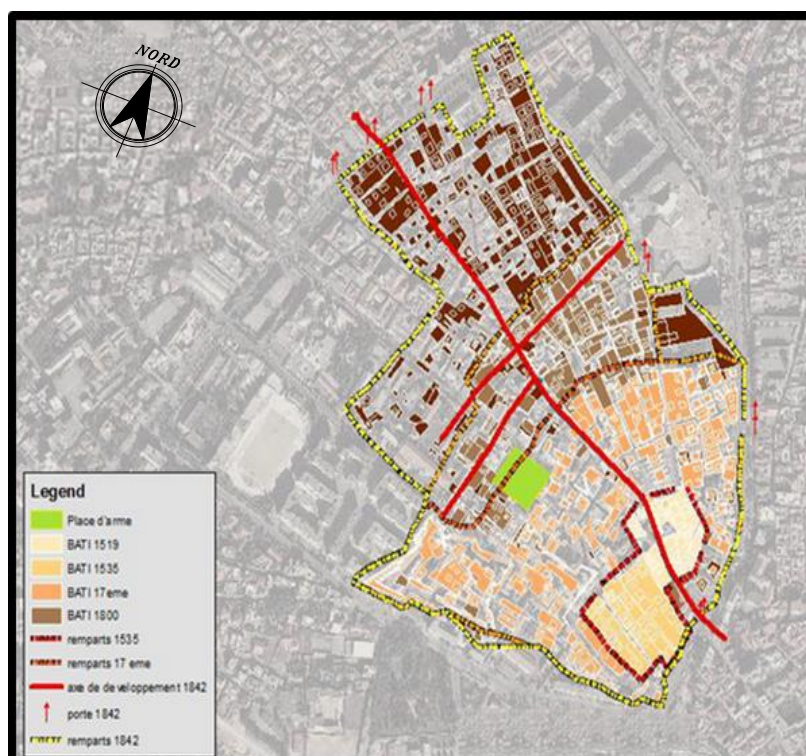 NORD
Legend
Place d'arme
BATI 1519
BATI 1535
BATI 17eme
BATI 1800
remparts 1535
remparts 17 eme
axe de developpement 1842
porte 1842
remparts 1842